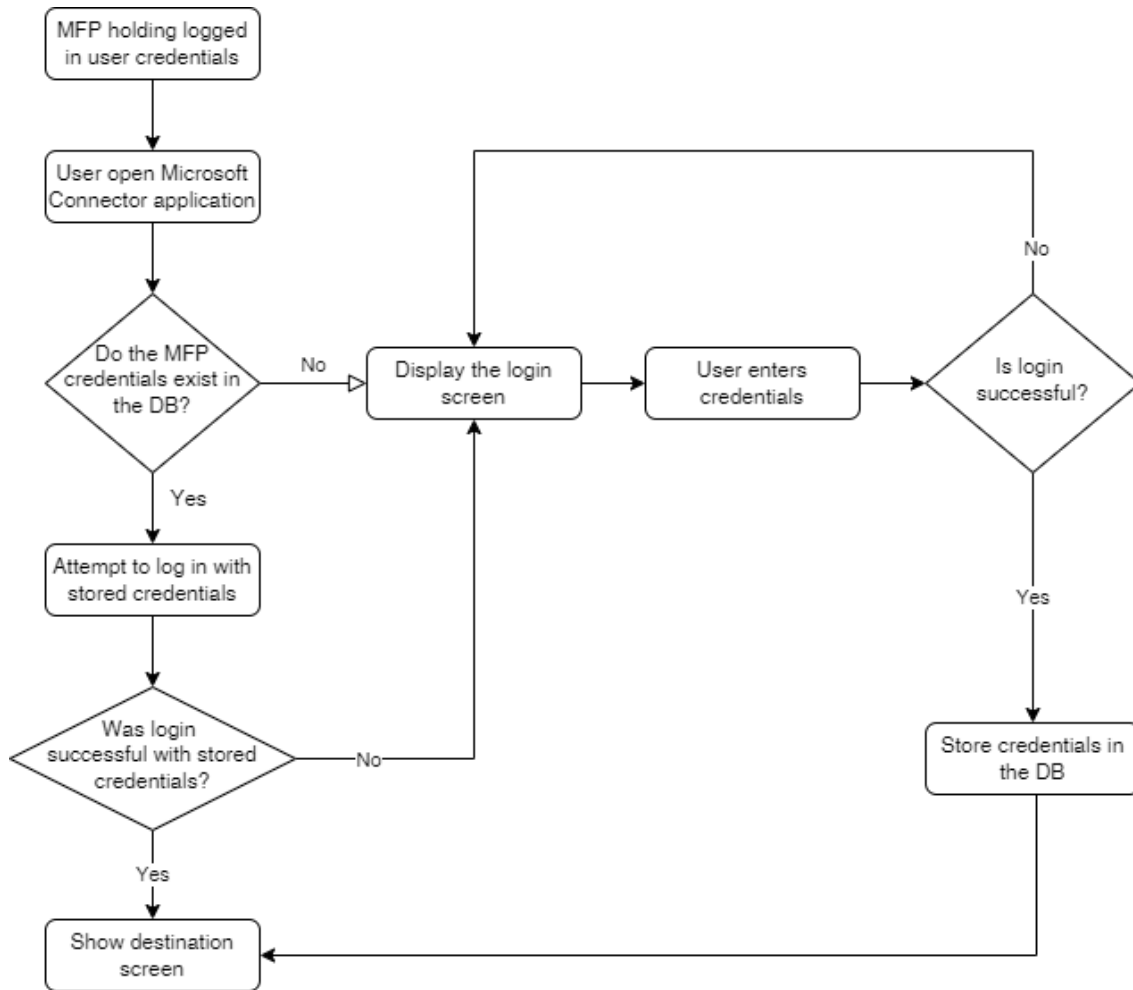 MFP holding logged
in user credentials
User open Microsoft
Connector application
Do the MFP
credentials exist in
the DB?
No
Display the login
screen
User enters
credentials
Is login
successful?
No
Yes
Attempt to log in with
stored credentials
Yes
Was login
successful with stored
credentials?
No
Store credentials in
the DB
Yes
Show destination
screen